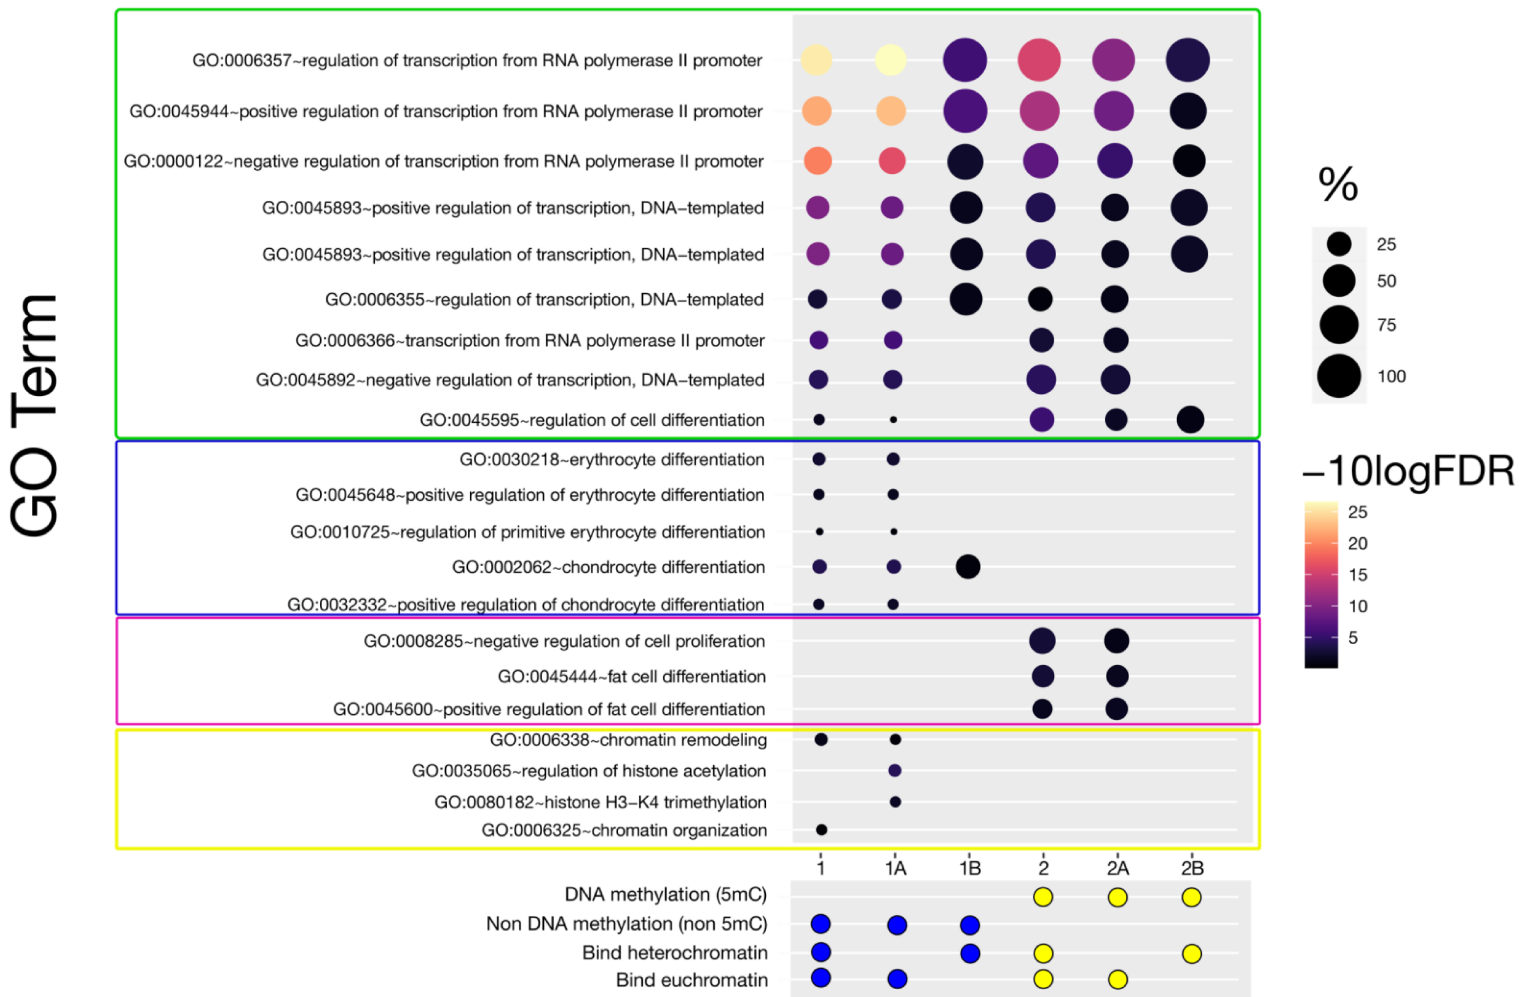 GO Term
GO:0006357~regulation of transcription from RNA polymerase II promoter
GO:0045944~positive regulation of transcription from RNA polymerase II promoter
GO:0000122~negative regulation of transcription from RNA polymerase II promoter
GO:0045893~positive regulation of transcription, DNA−templated
GO:0045893~positive regulation of transcription, DNA−templated
GO:0006355~regulation of transcription, DNA−templated
GO:0006366~transcription from RNA polymerase II promoter
GO:0045892~negative regulation of transcription, DNA−templated
GO:0045595~regulation of cell differentiation
GO:0030218~erythrocyte differentiation
GO:0045648~positive regulation of erythrocyte differentiation
GO:0010725~regulation of primitive erythrocyte differentiation
GO:0002062~chondrocyte differentiation
GO:0032332~positive regulation of chondrocyte differentiation
GO:0008285~negative regulation of cell proliferation
GO:0045444~fat cell differentiation
GO:0045600~positive regulation of fat cell differentiation
GO:0006338~chromatin remodeling
GO:0035065~regulation of histone acetylation
GO:0080182~histone H3−K4 trimethylation
GO:0006325~chromatin organization
1 1A 1B 2 2A 2B
DNA methylation (5mC)
Non DNA methylation (non 5mC)
Bind heterochromatin
Bind euchromatin
%
25
50
75
100
−10logFDR
25
20
15
10
5